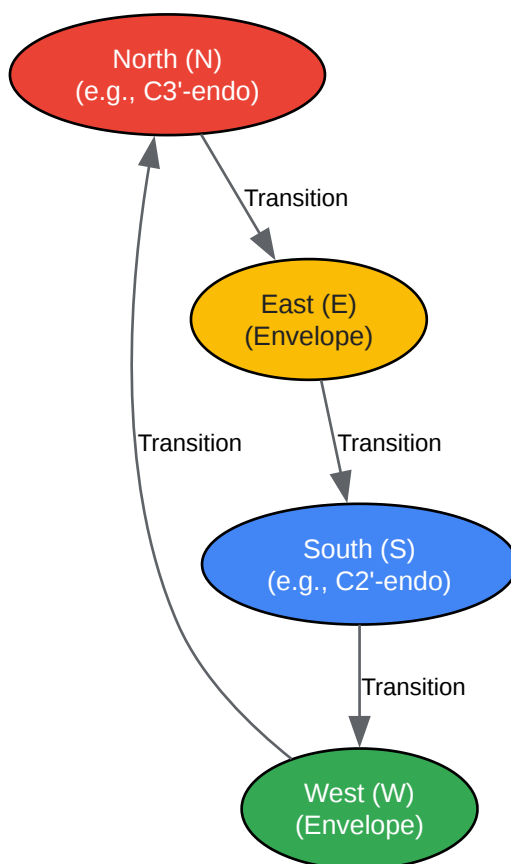 North (N)
(e.g., C3'-endo)
Transition
East (E)
(Envelope)
Transition
Transition
South (S)
(e.g., C2'-endo)
Transition
West (W)
(Envelope)